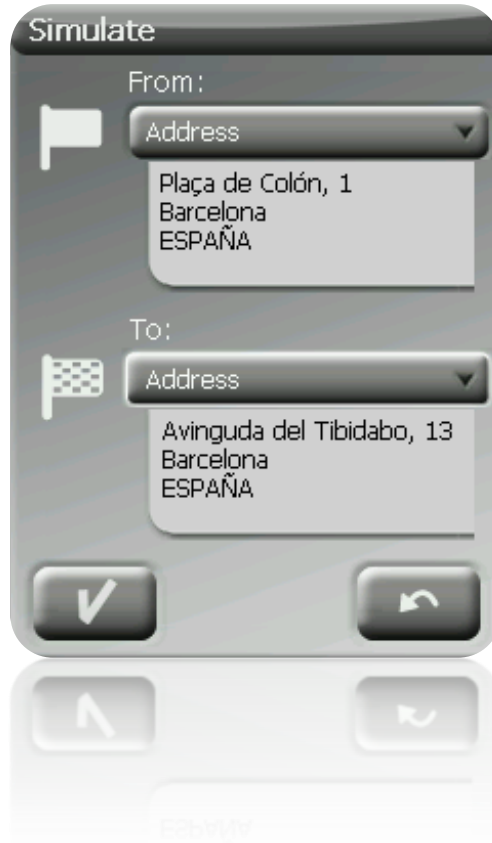 Simulate
From:
Address
Plaça de Colón, 1
Barcelona
ESPAÑA
To:
Address
Avinguda del Tibidabo, 13
Barcelona
ESPAÑA